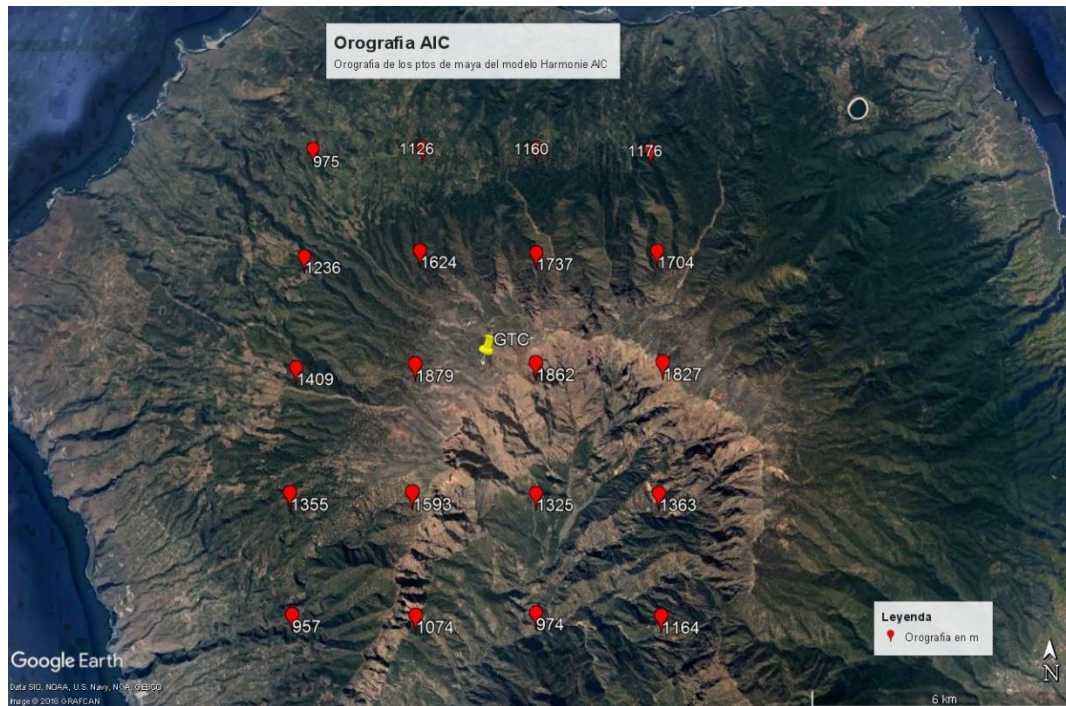 Orografia AIC
Orografia de los ptos de maya del modelo Harmonie AIC
975
1126
1160
1176
1236
1624
1737
1704
GTC
1409
1879
1862
1827
1355
1593
1325
1363
957
1074
974
1164
Leyenda
Orografia en m
Google Earth
N
Data SIO, NOAA, U.S. Navy, NGA, GEBCO
Image © 2018 GRAFCAN
6 km